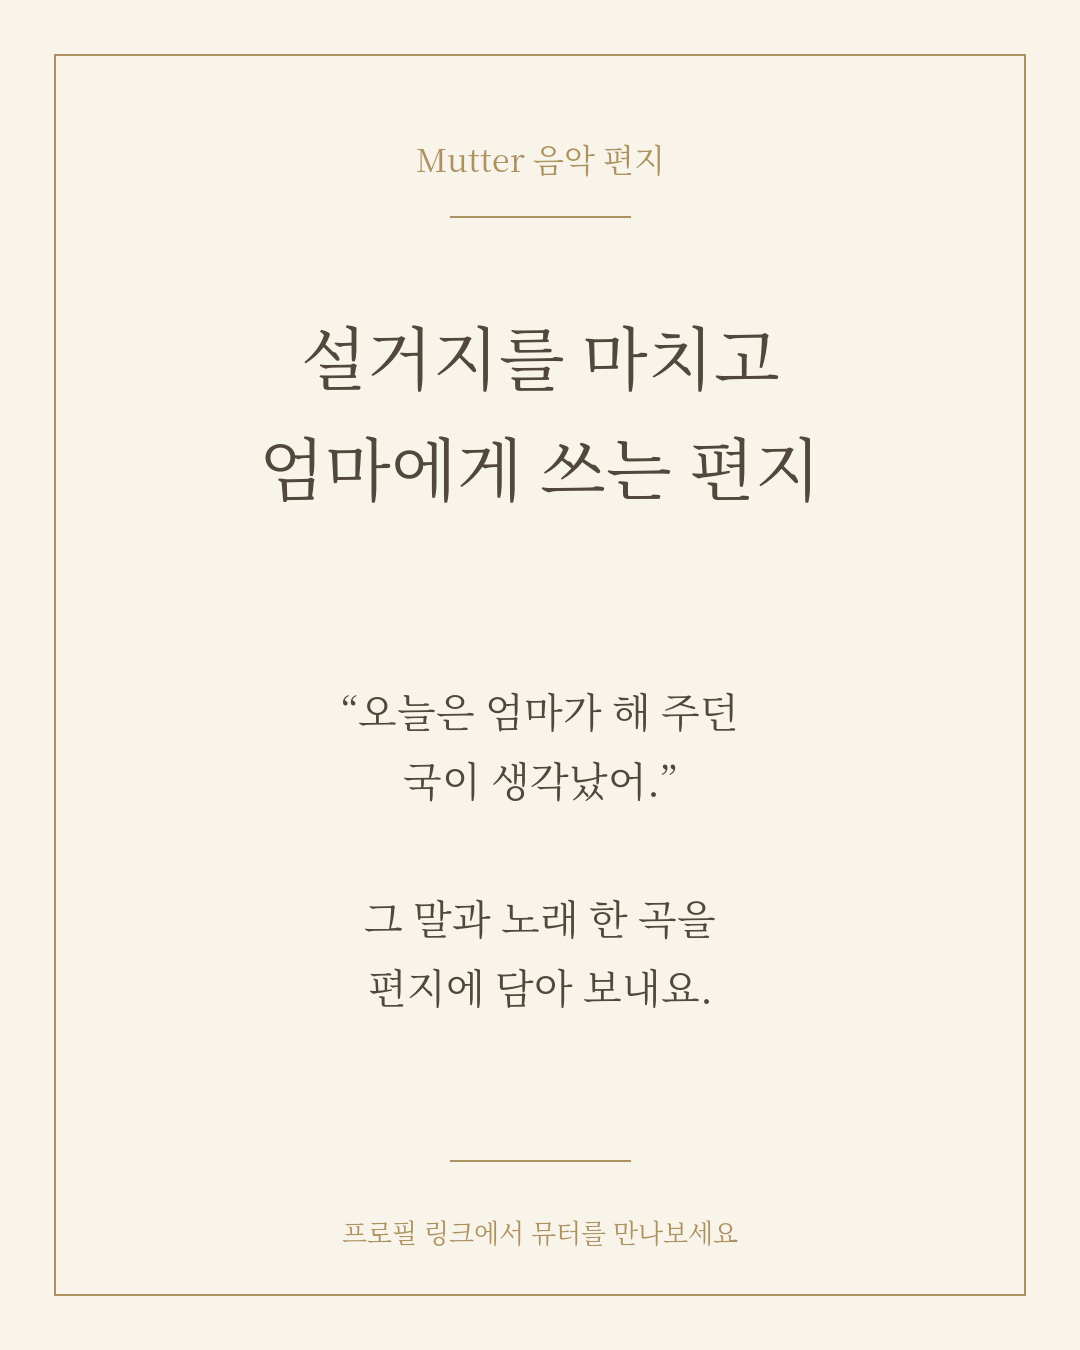 Mutter 음악 편지
설거지를 마치고
엄마에게 쓰는 편지
“오늘은 엄마가 해 주던
국이 생각났어.”
그 말과 노래 한 곡을
편지에 담아 보내요.
프로필 링크에서 뮤터를 만나보세요